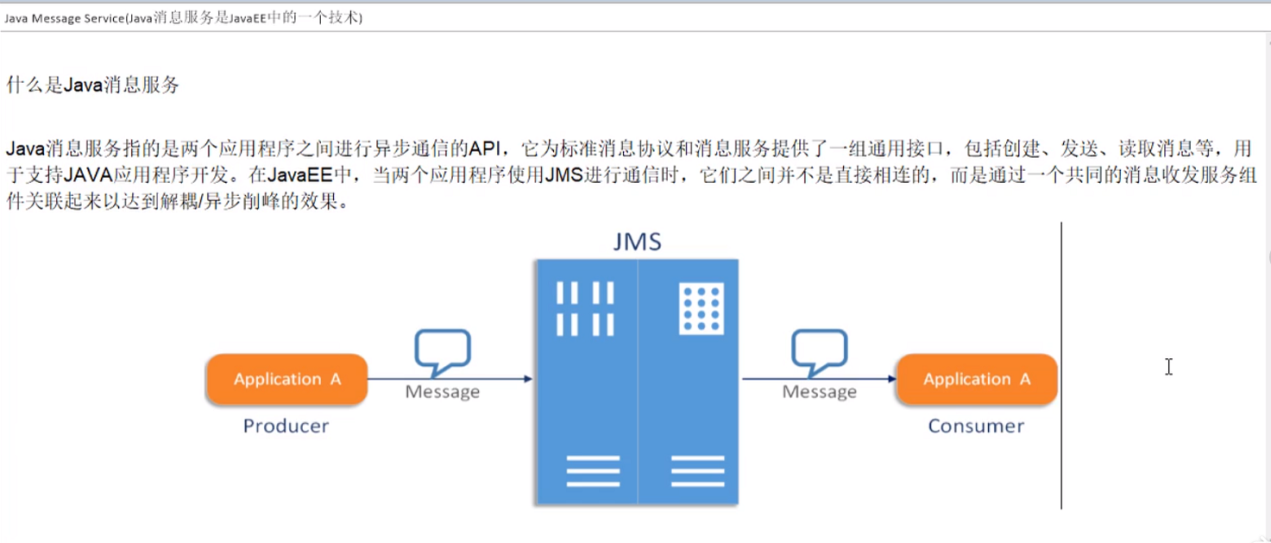 Java Message Service(Java消息服务是JavaEE中的一个技术)
什么是Java消息服务
Java消息服务指的是两个应用程序之间进行异步通信的API，它为标准消息协议和消息服务提供了一组通用接口，包括创建、发送、读取消息等，用
于支持JAVA应用程序开发。在JavaEE中，当两个应用程序使用JMS进行通信时，它们之间并不是直接相连的，而是通过一个共同的消息收发服务组
件关联起来以达到解耦/异步削峰的效果。
JMS
Application A
Message
Message
Application A
Producer
Consumer